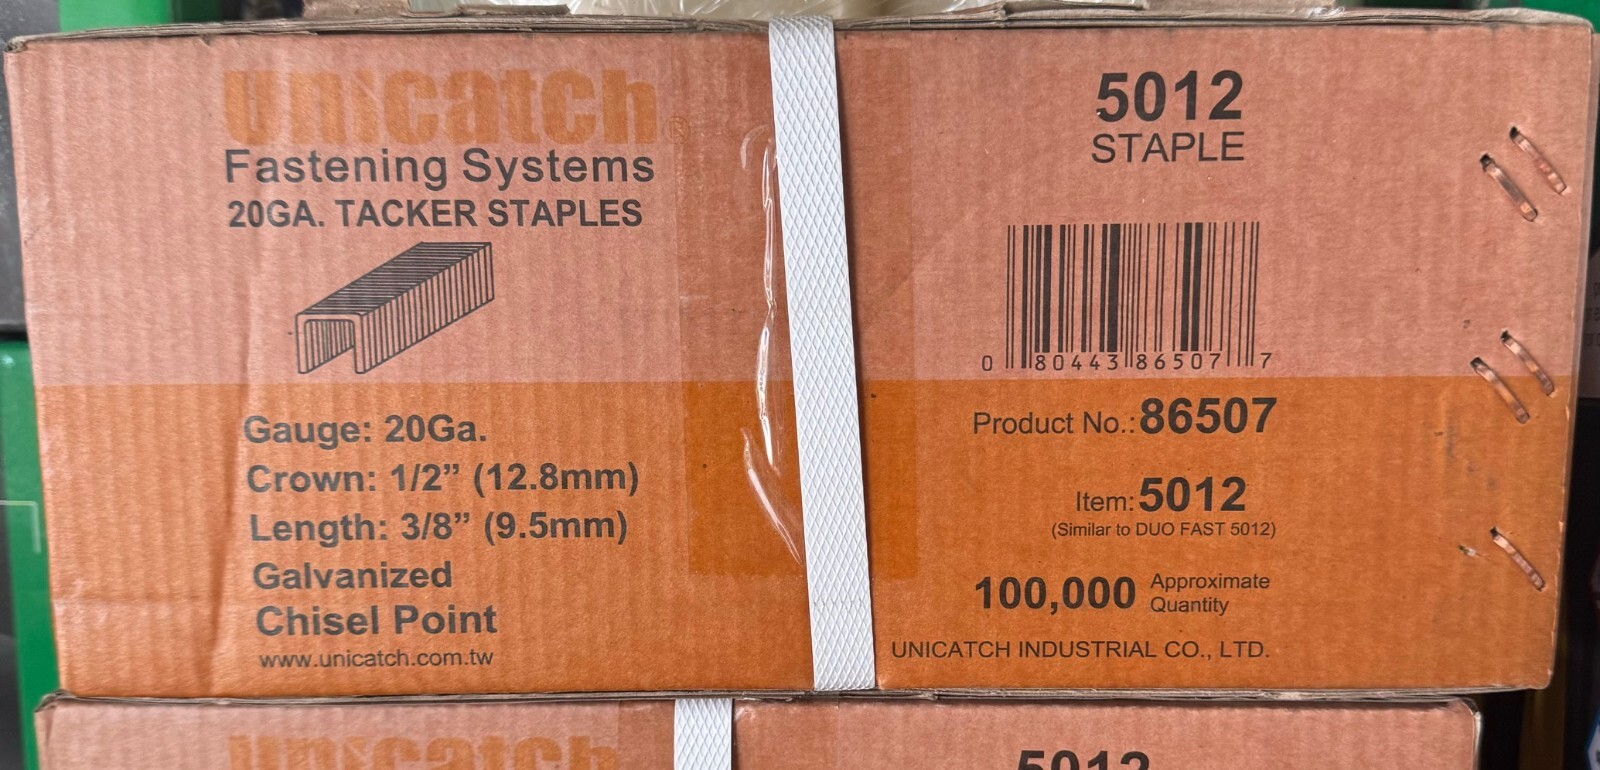 unicatch®
Fastening Systems
20GA. TACKER STAPLES
Gauge: 20Ga.
Crown: 1/2” (12.8mm)
Length: 3/8” (9.5mm)
Galvanized
Chisel Point
www.unicatch.com.tw
5012
STAPLE
0 80443 86507 7
Product No.: 86507
Item: 5012
(Similar to DUO FAST 5012)
100,000 Approximate
Quantity
UNICATCH INDUSTRIAL CO., LTD.
unicatch
5012